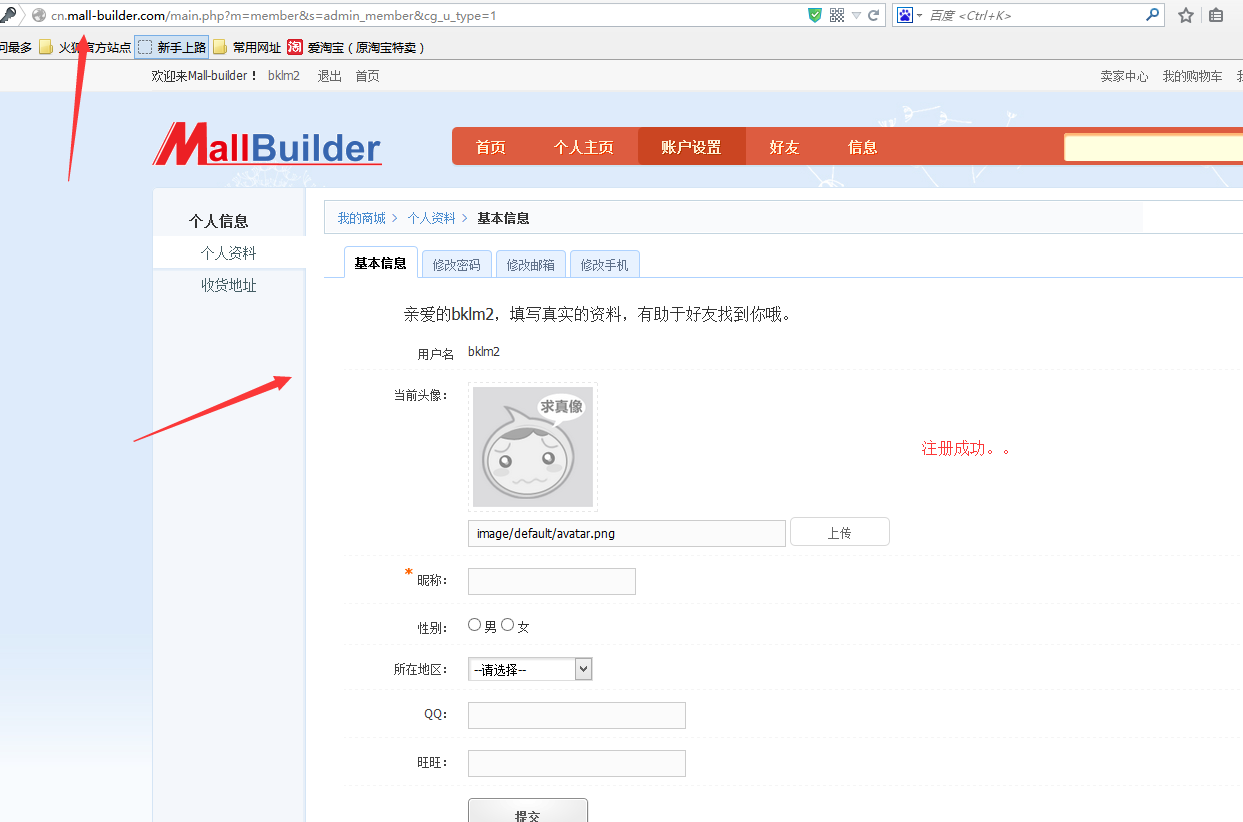 cn.mall-builder.com/main.php?m=member&s=admin_member&cg_u_type=1
百度 <Ctrl+K>
问最多 火狐官方站点 新手上路 常用网址 淘 爱淘宝（原淘宝特卖）
欢迎来Mall-builder！ bklm2 退出 首页 卖家中心 我的购物车
MallBuilder
首页 个人主页 账户设置 好友 信息
个人信息
个人资料
收货地址
我的商城 > 个人资料 > 基本信息
基本信息 修改密码 修改邮箱 修改手机
亲爱的bklm2，填写真实的资料，有助于好友找到你哦。
用户名 bklm2
当前头像：
求真像
注册成功。。
image/default/avatar.png 上传
* 昵称：
性别： 男 女
所在地区： --请选择--
QQ：
旺旺：
提交